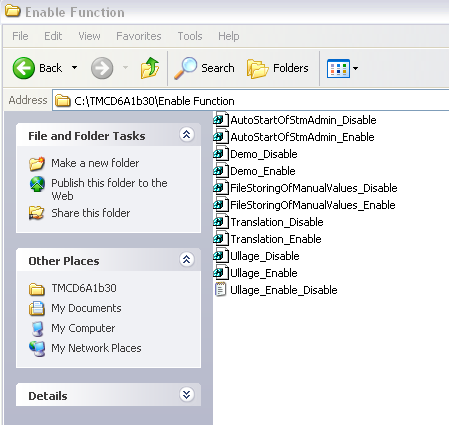 Enable Function
File Edit View Favorites Tools Help
Back Search Folders
Address C:\TMCD6A1b30\Enable Function
File and Folder Tasks
Make a new folder
Publish this folder to the
Web
Share this folder
Other Places
TMCD6A1b30
My Documents
My Computer
My Network Places
Details
AutoStartOfStmAdmin_Disable
AutoStartOfStmAdmin_Enable
Demo_Disable
Demo_Enable
FileStoringOfManualValues_Disable
FileStoringOfManualValues_Enable
Translation_Disable
Translation_Enable
Ullage_Disable
Ullage_Enable
Ullage_Enable_Disable